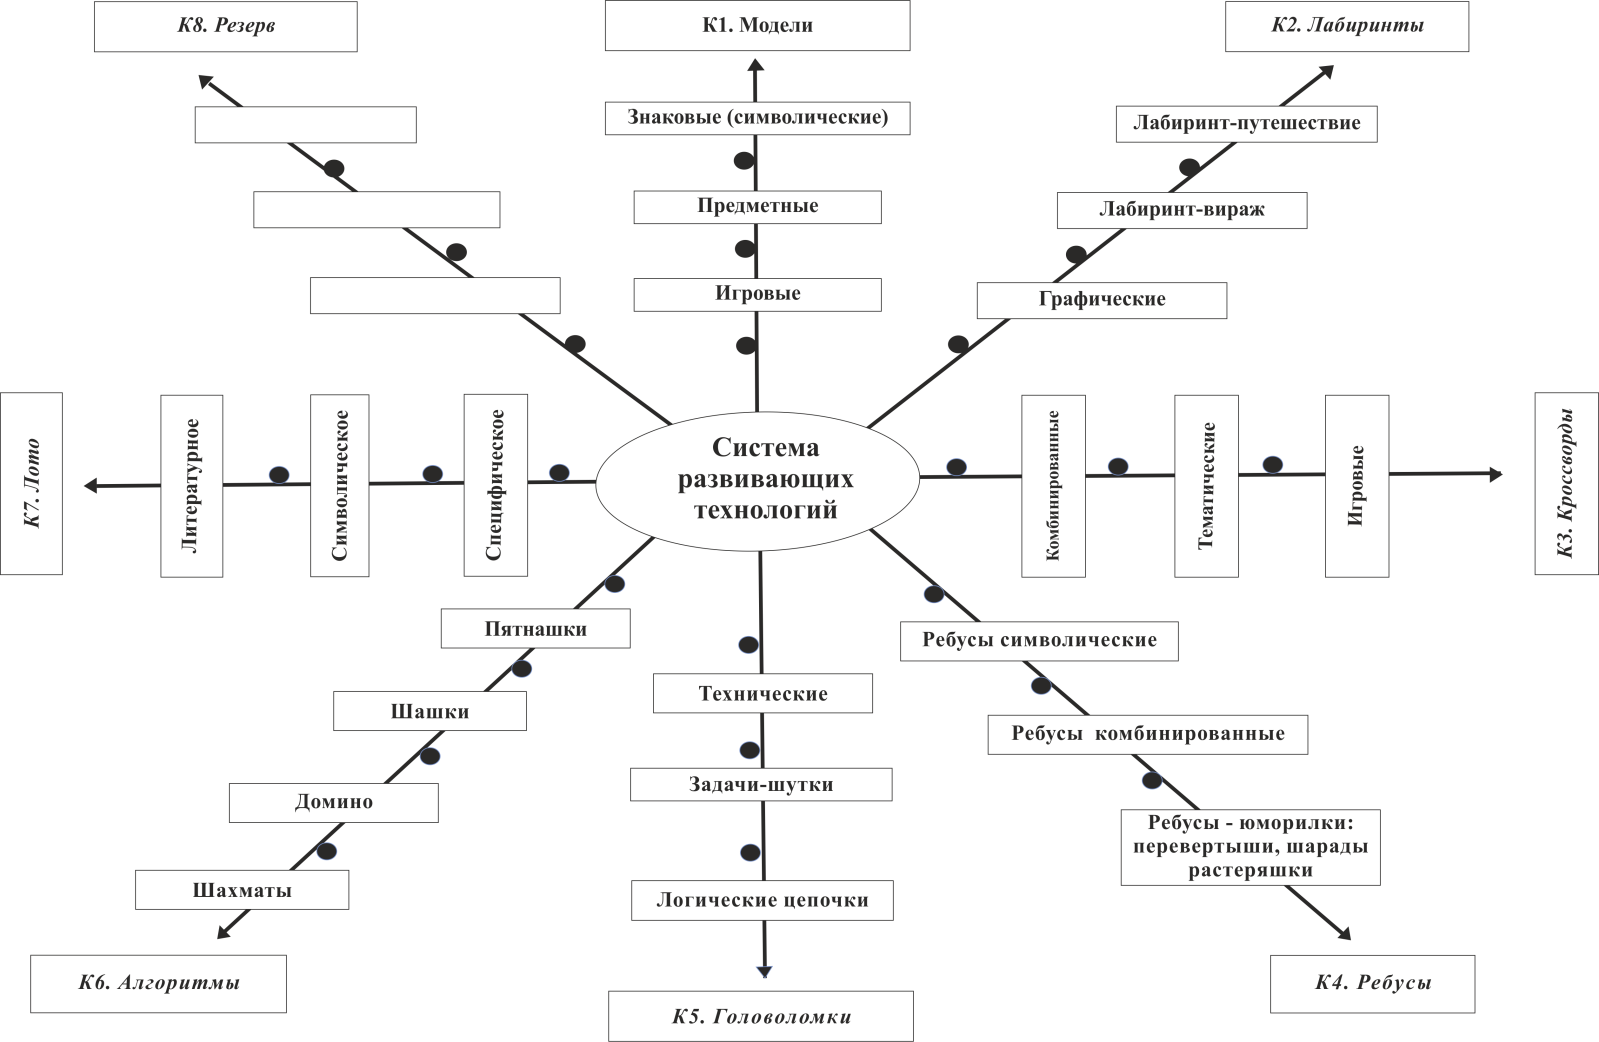 К8. Резерв
К1. Модели
К2. Лабиринты
Знаковые (символические)
Лабиринт-путешествие
Предметные
Лабиринт-вираж
Игровые
Графические
К7. Лото
Литературное
Символическое
Специфическое
Система
развивающих
технологий
Комбинированные
Тематические
Игровые
К3. Кроссворды
Пятнашки
Ребусы символические
Шашки
Технические
Ребусы комбинированные
Домино
Задачи-шутки
Ребусы - юморилки:
перевертыши, шарады
растеряшки
Шахматы
Логические цепочки
К6. Алгоритмы
К5. Головоломки
К4. Ребусы